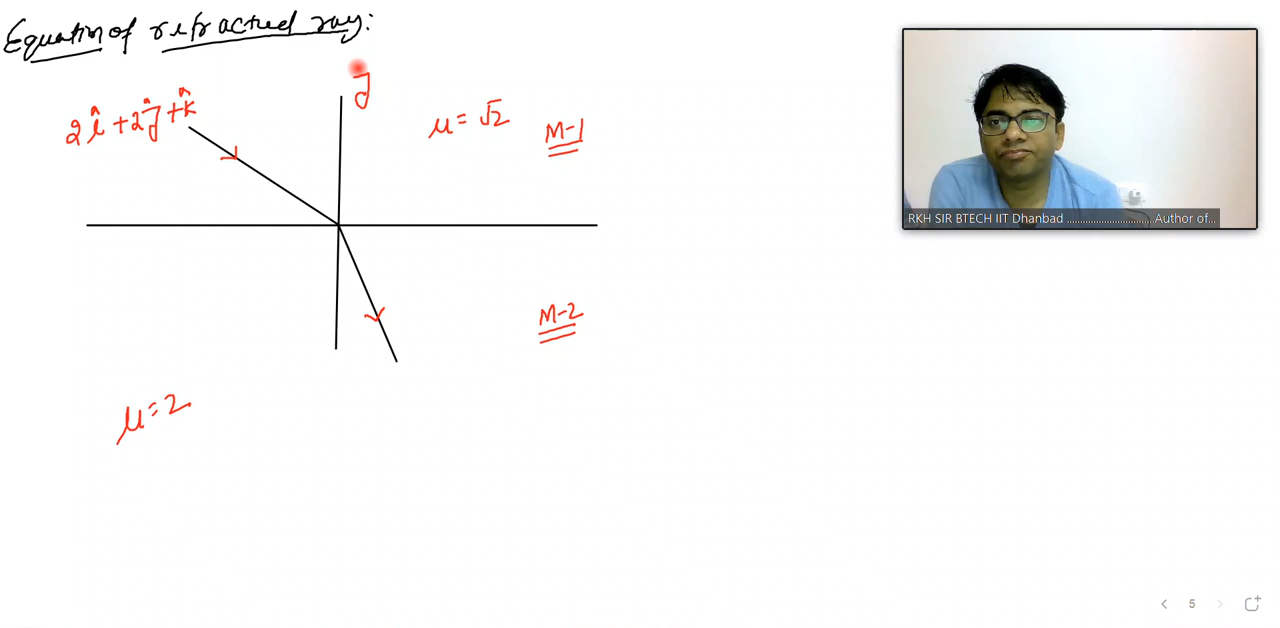 Equation of refracted ray:
J
2î + 2ĵ + k̂
μ = √2
M-1
RKH SIR BTECH IIT Dhanbad ..................................Author of...
M-2
μ = 2
5